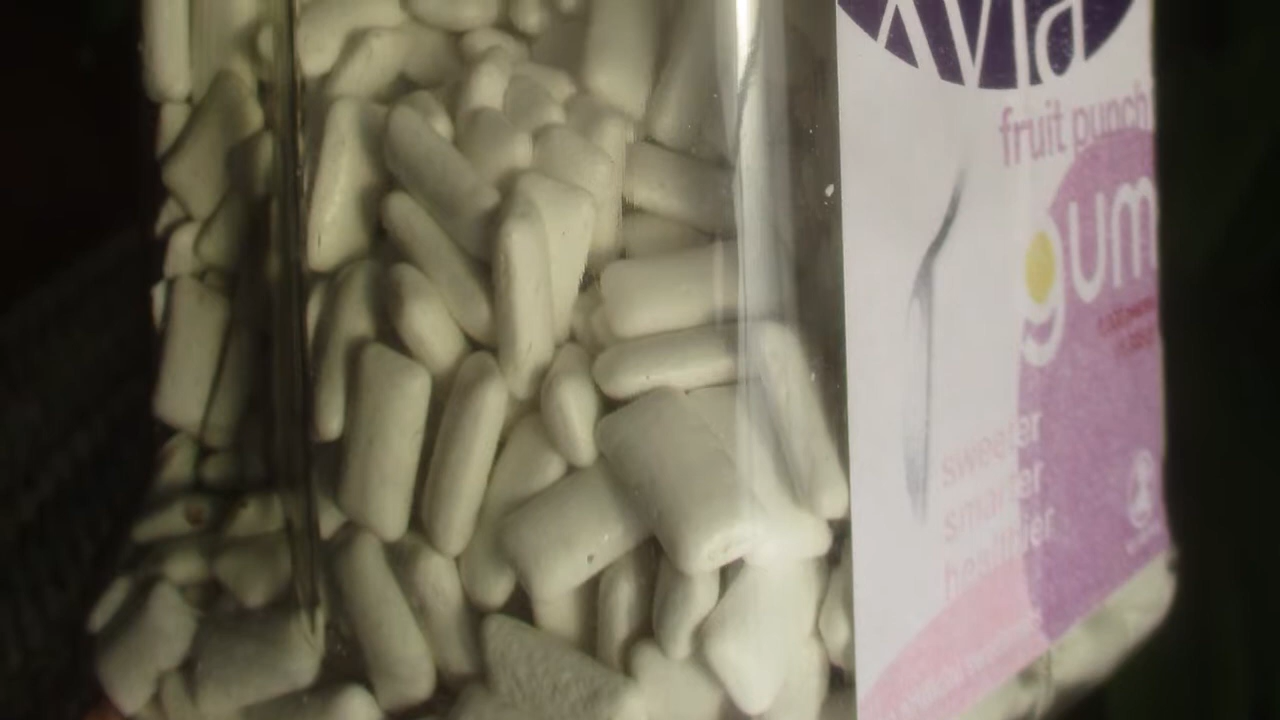 xyla
fruit punch
gum
sweeter
smarter
healthier